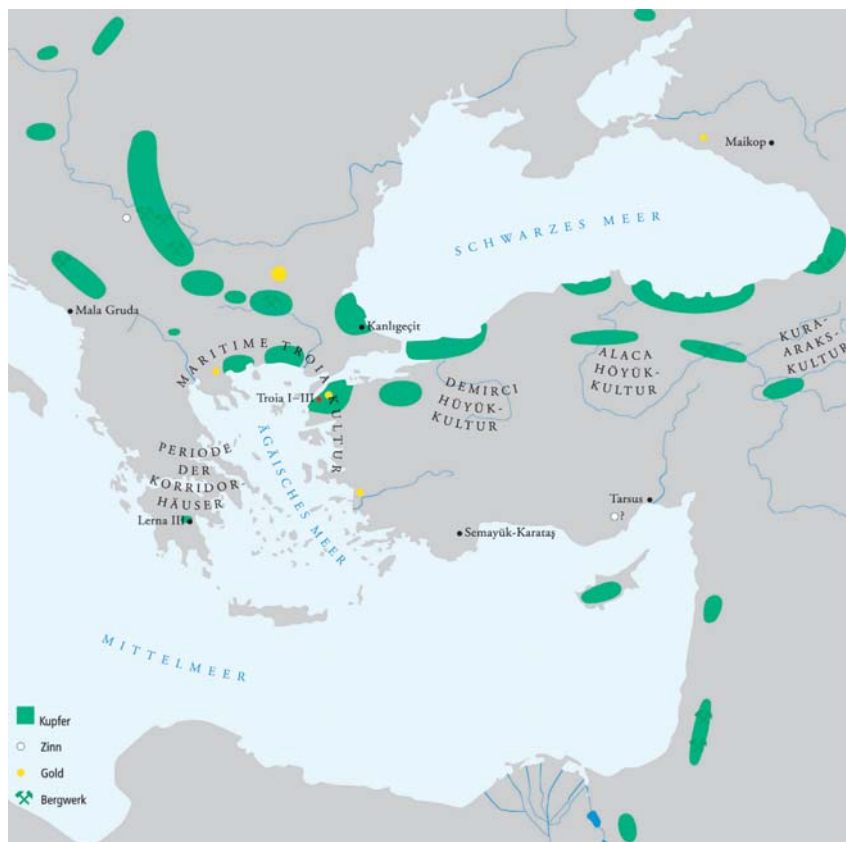 Maikop
SCHWARZES MEER
Mala Gruda
Kanlıgeçit
MARITIME TROIA KULTUR
Troia I–III
DEMIRCI
HÜYÜK-
KULTUR
ALACA
HÖYÜK-
KULTUR
KURA-
ARAKS-
KULTUR
ÄGÄISCHES MEER
PERIODE
DER
KORRIDOR-
HÄUSER
Lerna III
Tarsus
?
Semayük-Karataş
MITTELMEER
Kupfer
Zinn
Gold
Bergwerk